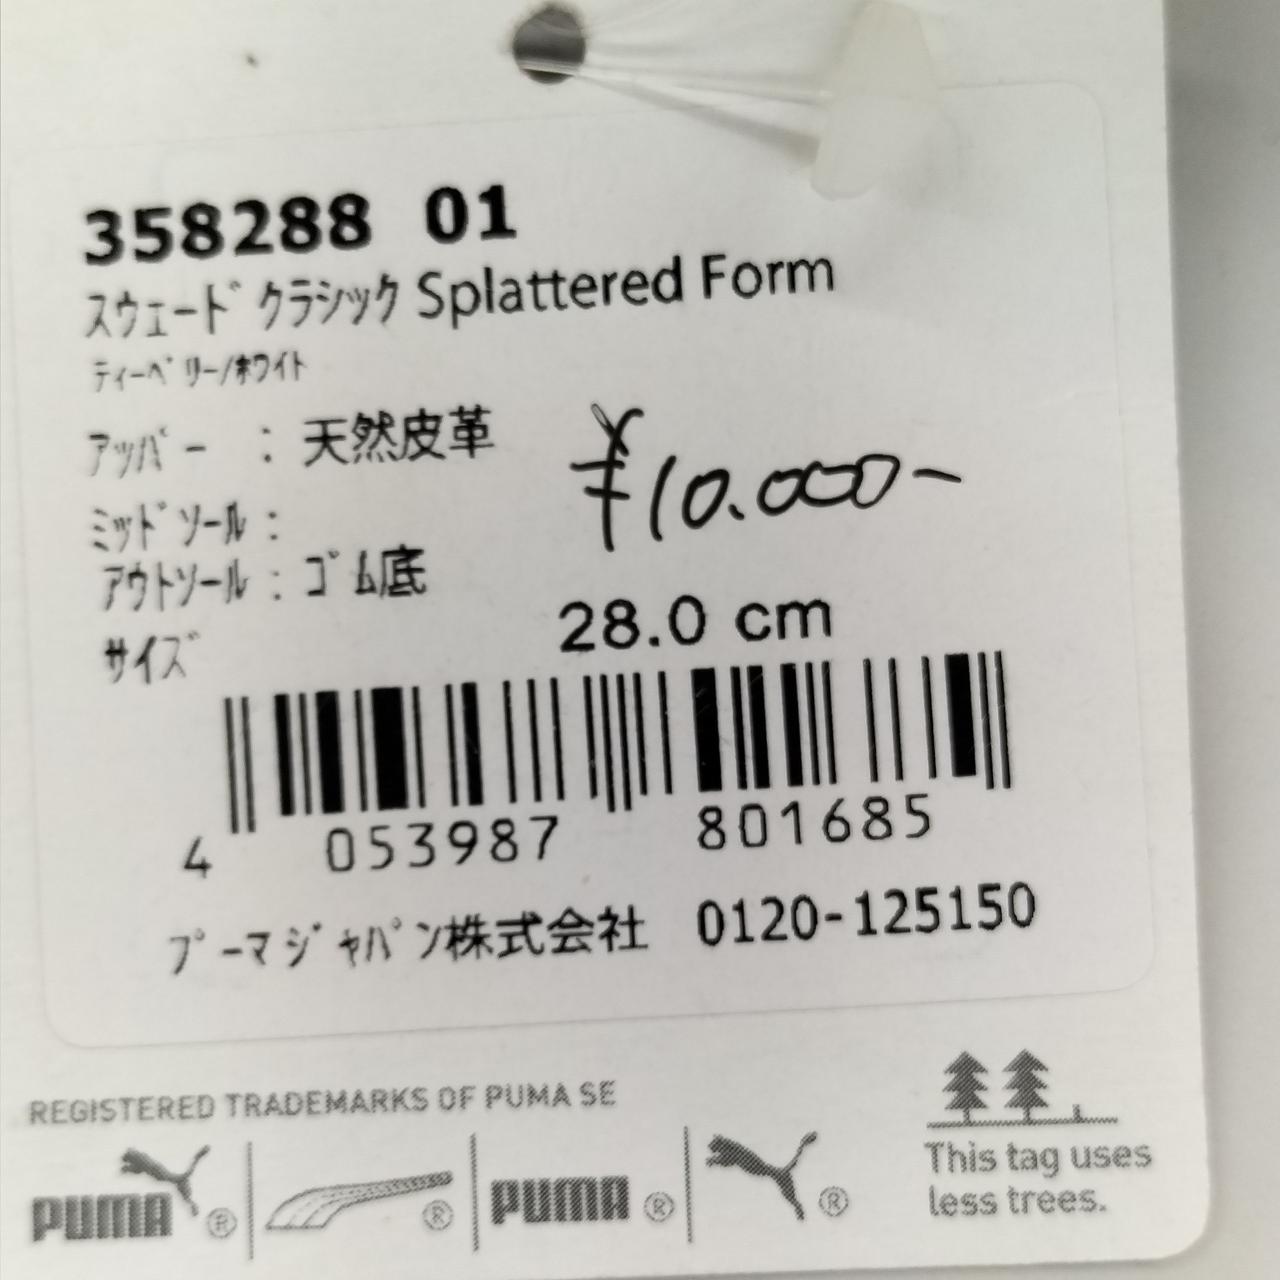 358288 01
ｽｳｪｰﾄﾞ ｸﾗｼｯｸ Splattered Form
ﾃｨｰﾍﾞﾘｰ/ﾎﾜｲﾄ
ｱｯﾊﾟｰ : 天然皮革
¥10.000-
ﾐｯﾄﾞｿｰﾙ :
ｱｳﾄｿｰﾙ : ｺﾞﾑ底
ｻｲｽﾞ 28.0 cm
4 053987 801685
ﾌﾟｰﾏｼﾞｬﾊﾟﾝ株式会社 0120-125150
REGISTERED TRADEMARKS OF PUMA SE
PUMA ® ® PUMA ® ®
This tag uses
less trees.